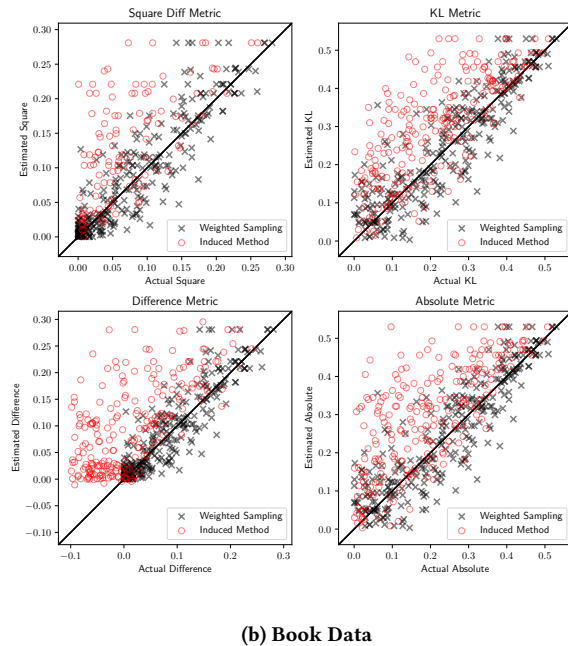 Square Diff Metric
0.30
0.25
0.20
0.15
0.10
0.05
0.00
Estimated Square
Weighted Sampling
Induced Method
0.00 0.05 0.10 0.15 0.20 0.25 0.30
Actual Square
KL Metric
0.5
0.4
0.3
0.2
0.1
0.0
Estimated KL
Weighted Sampling
Induced Method
0.0 0.1 0.2 0.3 0.4 0.5
Actual KL
Difference Metric
0.30
0.25
0.20
0.15
0.10
0.05
0.00
−0.05
−0.10
Estimated Difference
Weighted Sampling
Induced Method
−0.1 0.0 0.1 0.2 0.3
Actual Difference
Absolute Metric
0.5
0.4
0.3
0.2
0.1
0.0
Estimated Absolute
Weighted Sampling
Induced Method
0.0 0.1 0.2 0.3 0.4 0.5
Actual Absolute
(b) Book Data